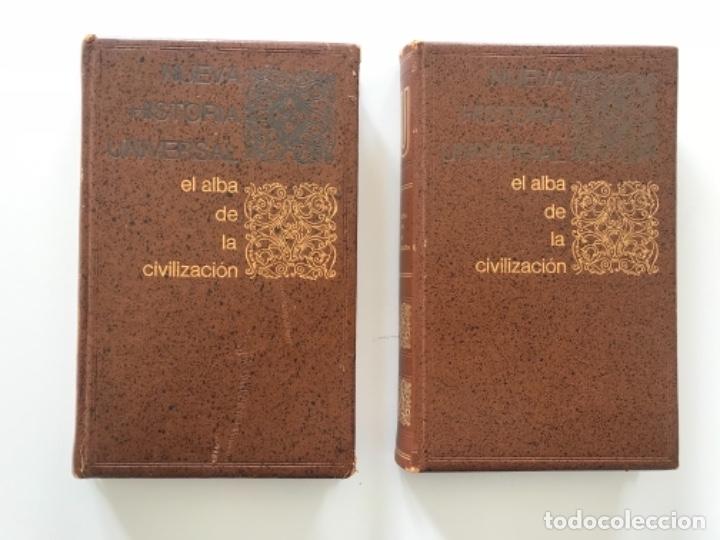 NUEVA
HISTORIA
UNIVERSAL
el alba
de
la
civilización
NUEVA
HISTORIA
UNIVERSAL
el alba
de
la
civilización
todocoleccion